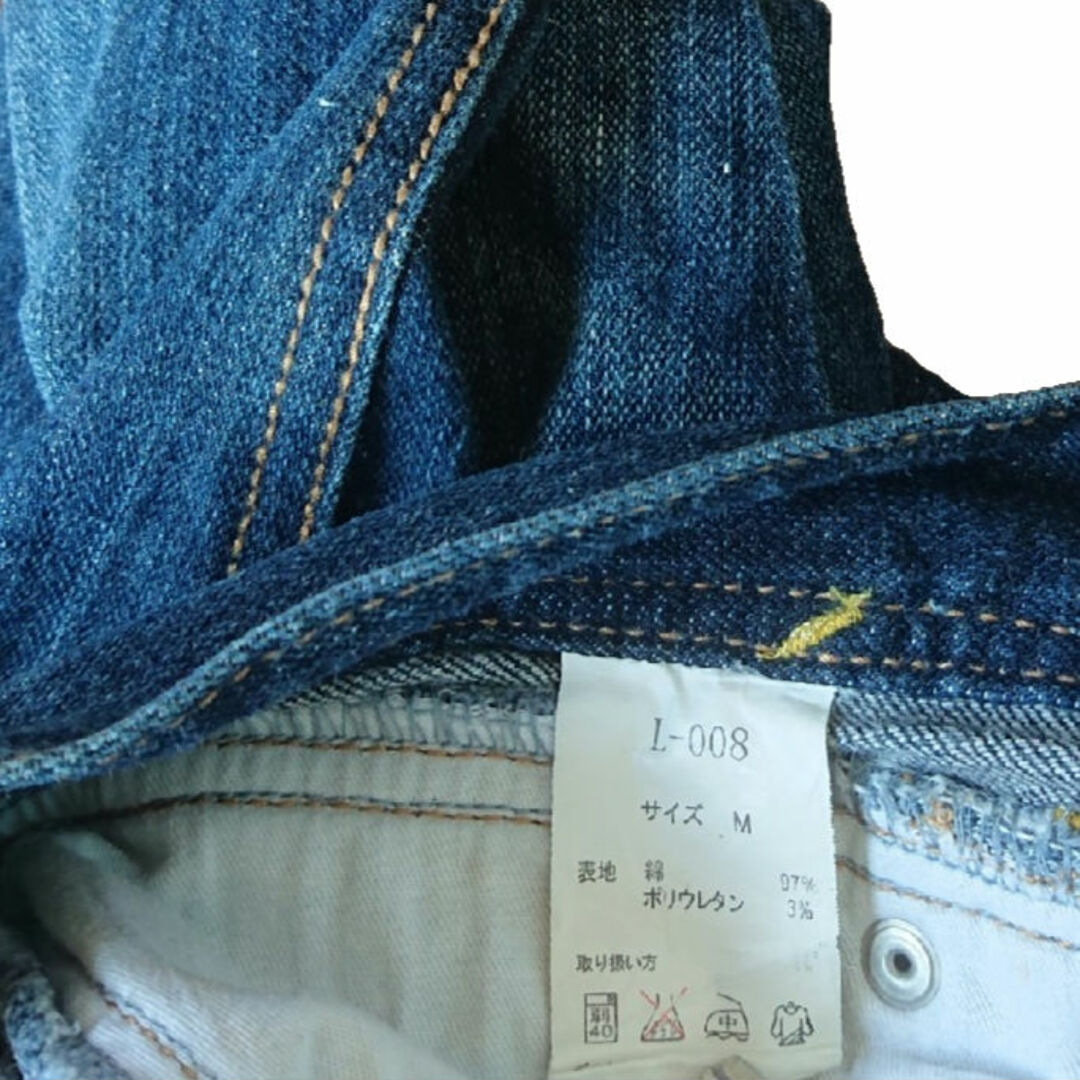 L-008
サイズ M
表地 綿 97%
ポリウレタン 3%
取り扱い方
弱 40 中